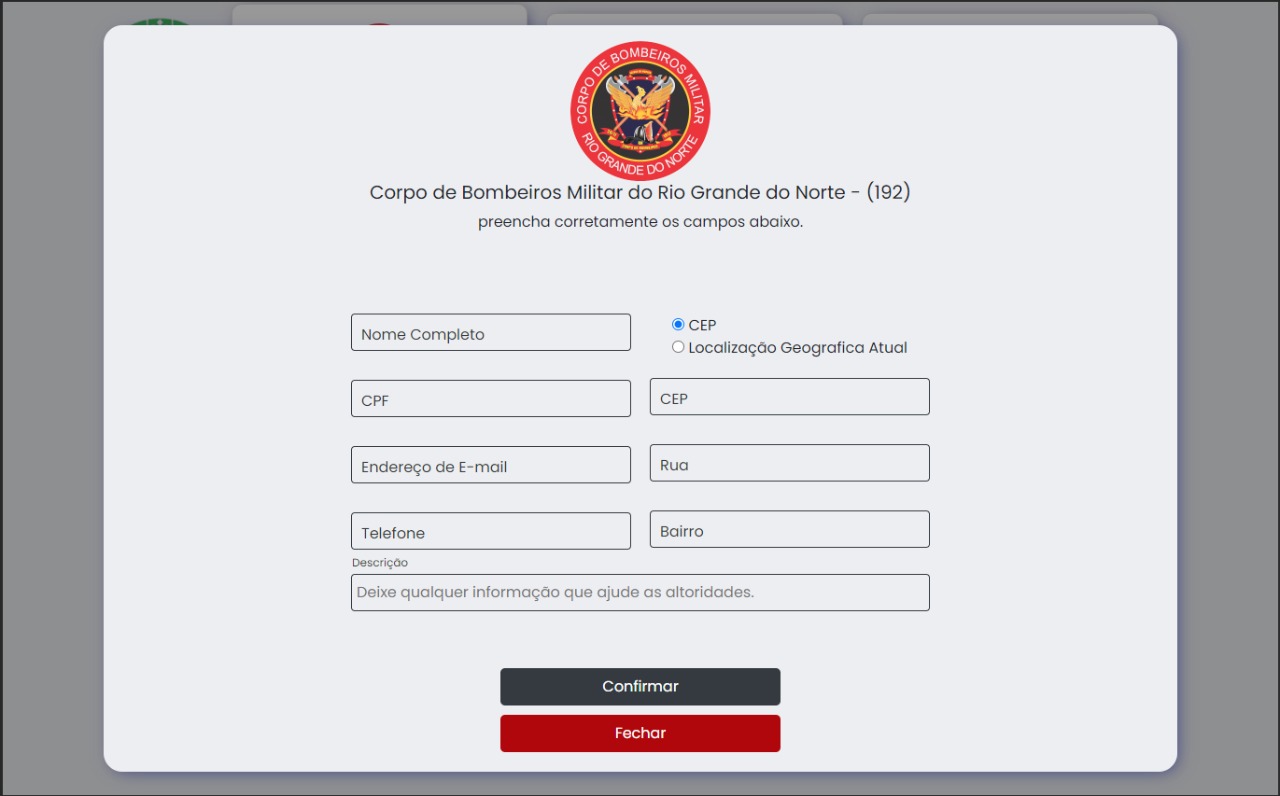 CORPO DE BOMBEIROS MILITAR
RIO GRANDE DO NORTE
Corpo de Bombeiros Militar do Rio Grande do Norte - (192)
preencha corretamente os campos abaixo.
Nome Completo
CEP
Localização Geografica Atual
CPF
CEP
Endereço de E-mail
Rua
Telefone
Bairro
Descrição
Deixe qualquer informação que ajude as altoridades.
Confirmar
Fechar